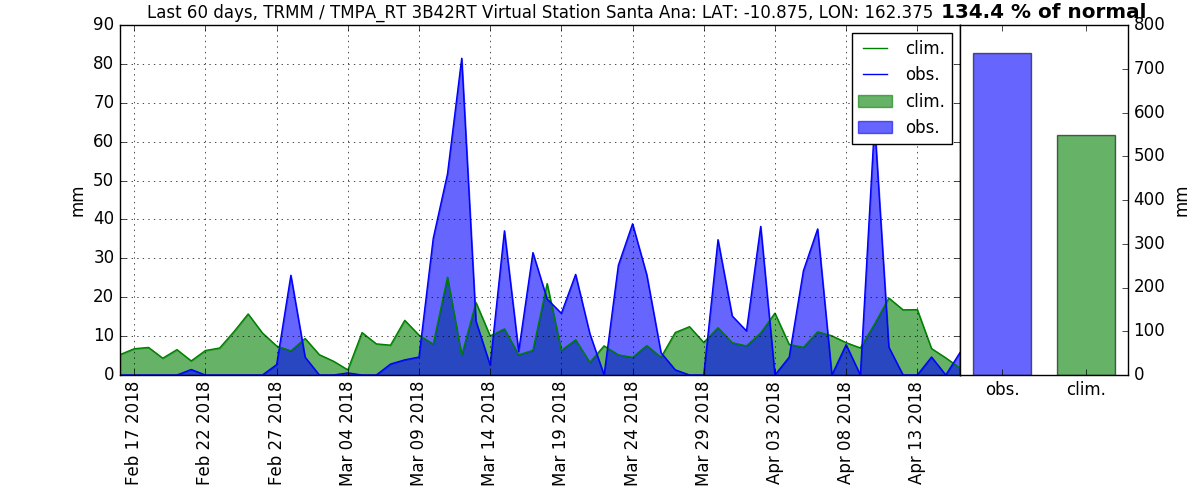 Last 60 days, TRMM / TMPA_RT 3B42RT Virtual Station Santa Ana: LAT: -10.875, LON: 162.375 134.4 % of normal
90
80
70
60
50
40
30
20
10
0
mm
clim.
obs.
clim.
obs.
Feb 17 2018
Feb 22 2018
Feb 27 2018
Mar 04 2018
Mar 09 2018
Mar 14 2018
Mar 19 2018
Mar 24 2018
Mar 29 2018
Apr 03 2018
Apr 08 2018
Apr 13 2018
800
700
600
500
400
300
200
100
0
mm
obs. clim.